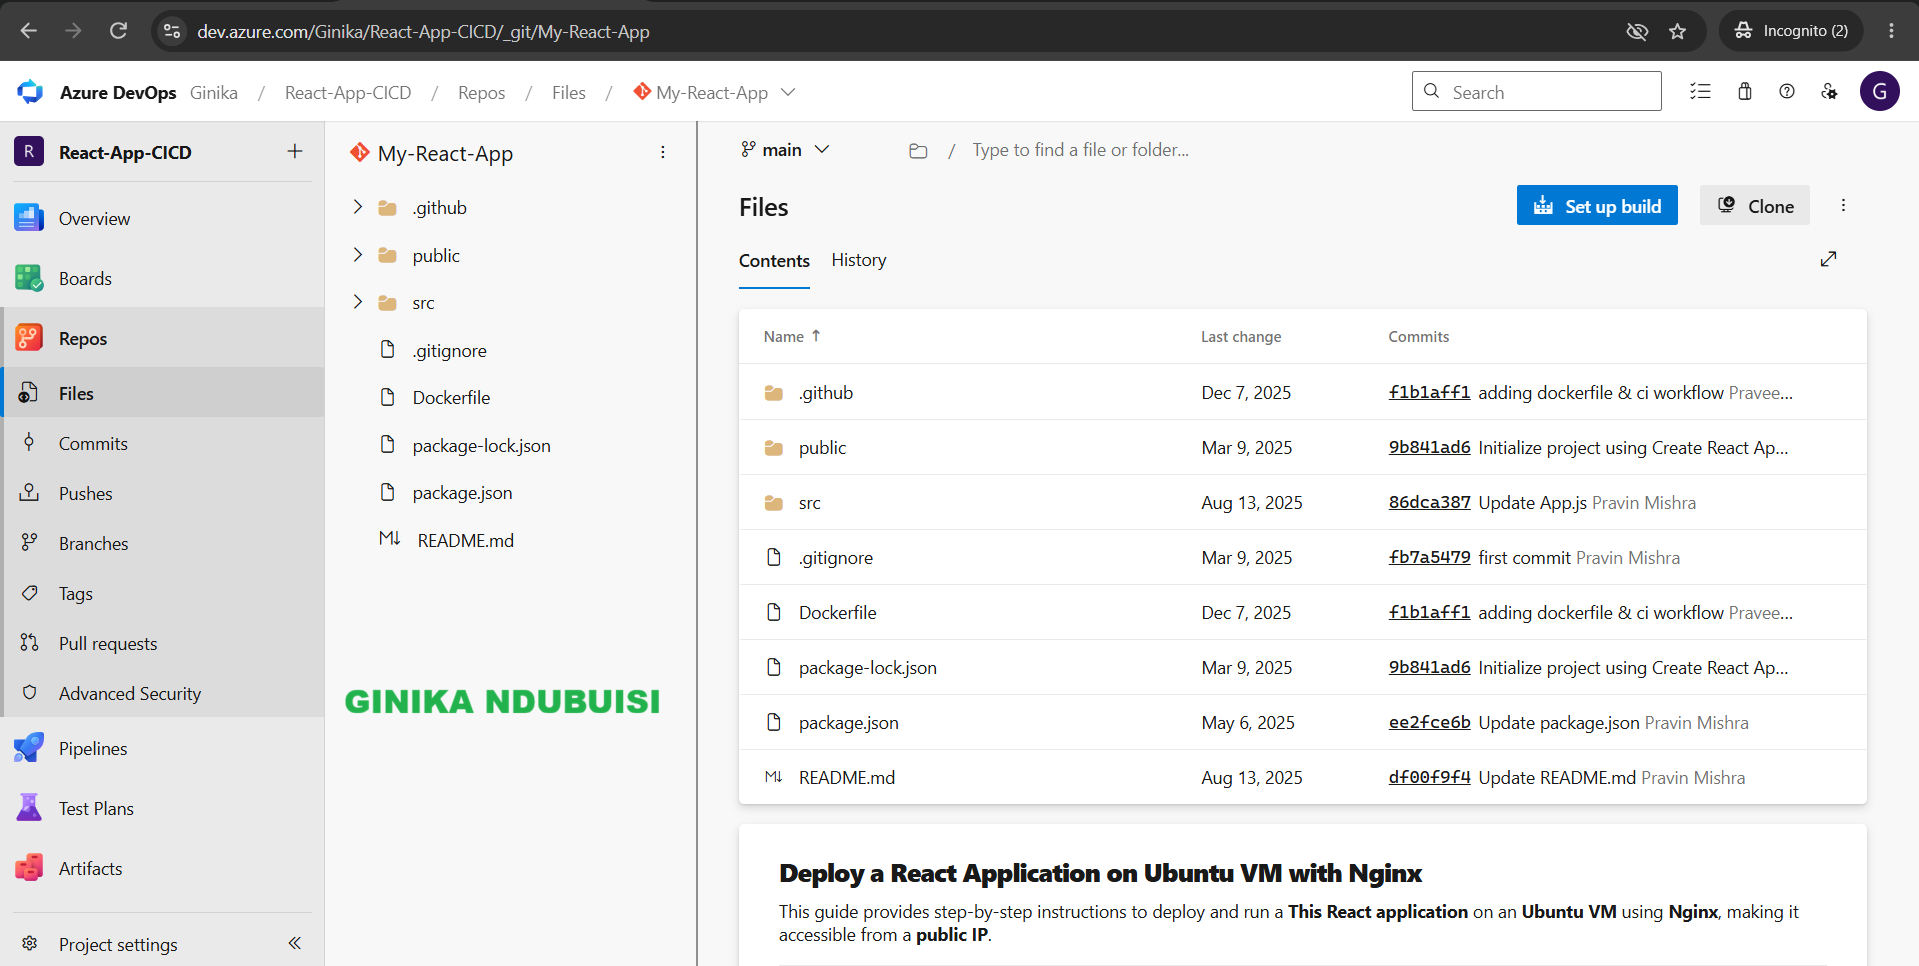 dev.azure.com/Ginika/React-App-CICD/_git/My-React-App
Incognito (2)
Azure DevOps Ginika / React-App-CICD / Repos / Files / My-React-App
Search
G
R React-App-CICD
Overview
Boards
Repos
Files
Commits
Pushes
Branches
Tags
Pull requests
Advanced Security
Pipelines
Test Plans
Artifacts
Project settings
My-React-App
.github
public
src
.gitignore
Dockerfile
package-lock.json
package.json
README.md
GINIKA NDUBUISI
main / Type to find a file or folder...
Files
Set up build
Clone
Contents History
Name Last change Commits
.github Dec 7, 2025 f1b1aff1 adding dockerfile & ci workflow Pravee...
public Mar 9, 2025 9b841ad6 Initialize project using Create React Ap...
src Aug 13, 2025 86dca387 Update App.js Pravin Mishra
.gitignore Mar 9, 2025 fb7a5479 first commit Pravin Mishra
Dockerfile Dec 7, 2025 f1b1aff1 adding dockerfile & ci workflow Pravee...
package-lock.json Mar 9, 2025 9b841ad6 Initialize project using Create React Ap...
package.json May 6, 2025 ee2fce6b Update package.json Pravin Mishra
README.md Aug 13, 2025 df00f9f4 Update README.md Pravin Mishra
Deploy a React Application on Ubuntu VM with Nginx
This guide provides step-by-step instructions to deploy and run a This React application on an Ubuntu VM using Nginx, making it
accessible from a public IP.